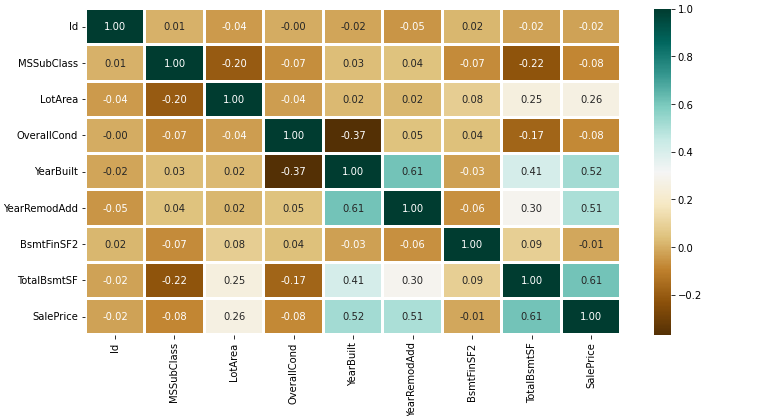 Id 1.00 0.01 -0.04 -0.00 -0.02 -0.05 0.02 -0.02 -0.02
MSSubClass 0.01 1.00 -0.20 -0.07 0.03 0.04 -0.07 -0.22 -0.08
LotArea -0.04 -0.20 1.00 -0.04 0.02 0.02 0.08 0.25 0.26
OverallCond -0.00 -0.07 -0.04 1.00 -0.37 0.05 0.04 -0.17 -0.08
YearBuilt -0.02 0.03 0.02 -0.37 1.00 0.61 -0.03 0.41 0.52
YearRemodAdd -0.05 0.04 0.02 0.05 0.61 1.00 -0.06 0.30 0.51
BsmtFinSF2 0.02 -0.07 0.08 0.04 -0.03 -0.06 1.00 0.09 -0.01
TotalBsmtSF -0.02 -0.22 0.25 -0.17 0.41 0.30 0.09 1.00 0.61
SalePrice -0.02 -0.08 0.26 -0.08 0.52 0.51 -0.01 0.61 1.00
Id
MSSubClass
LotArea
OverallCond
YearBuilt
YearRemodAdd
BsmtFinSF2
TotalBsmtSF
SalePrice
1.0
0.8
0.6
0.4
0.2
0.0
−0.2